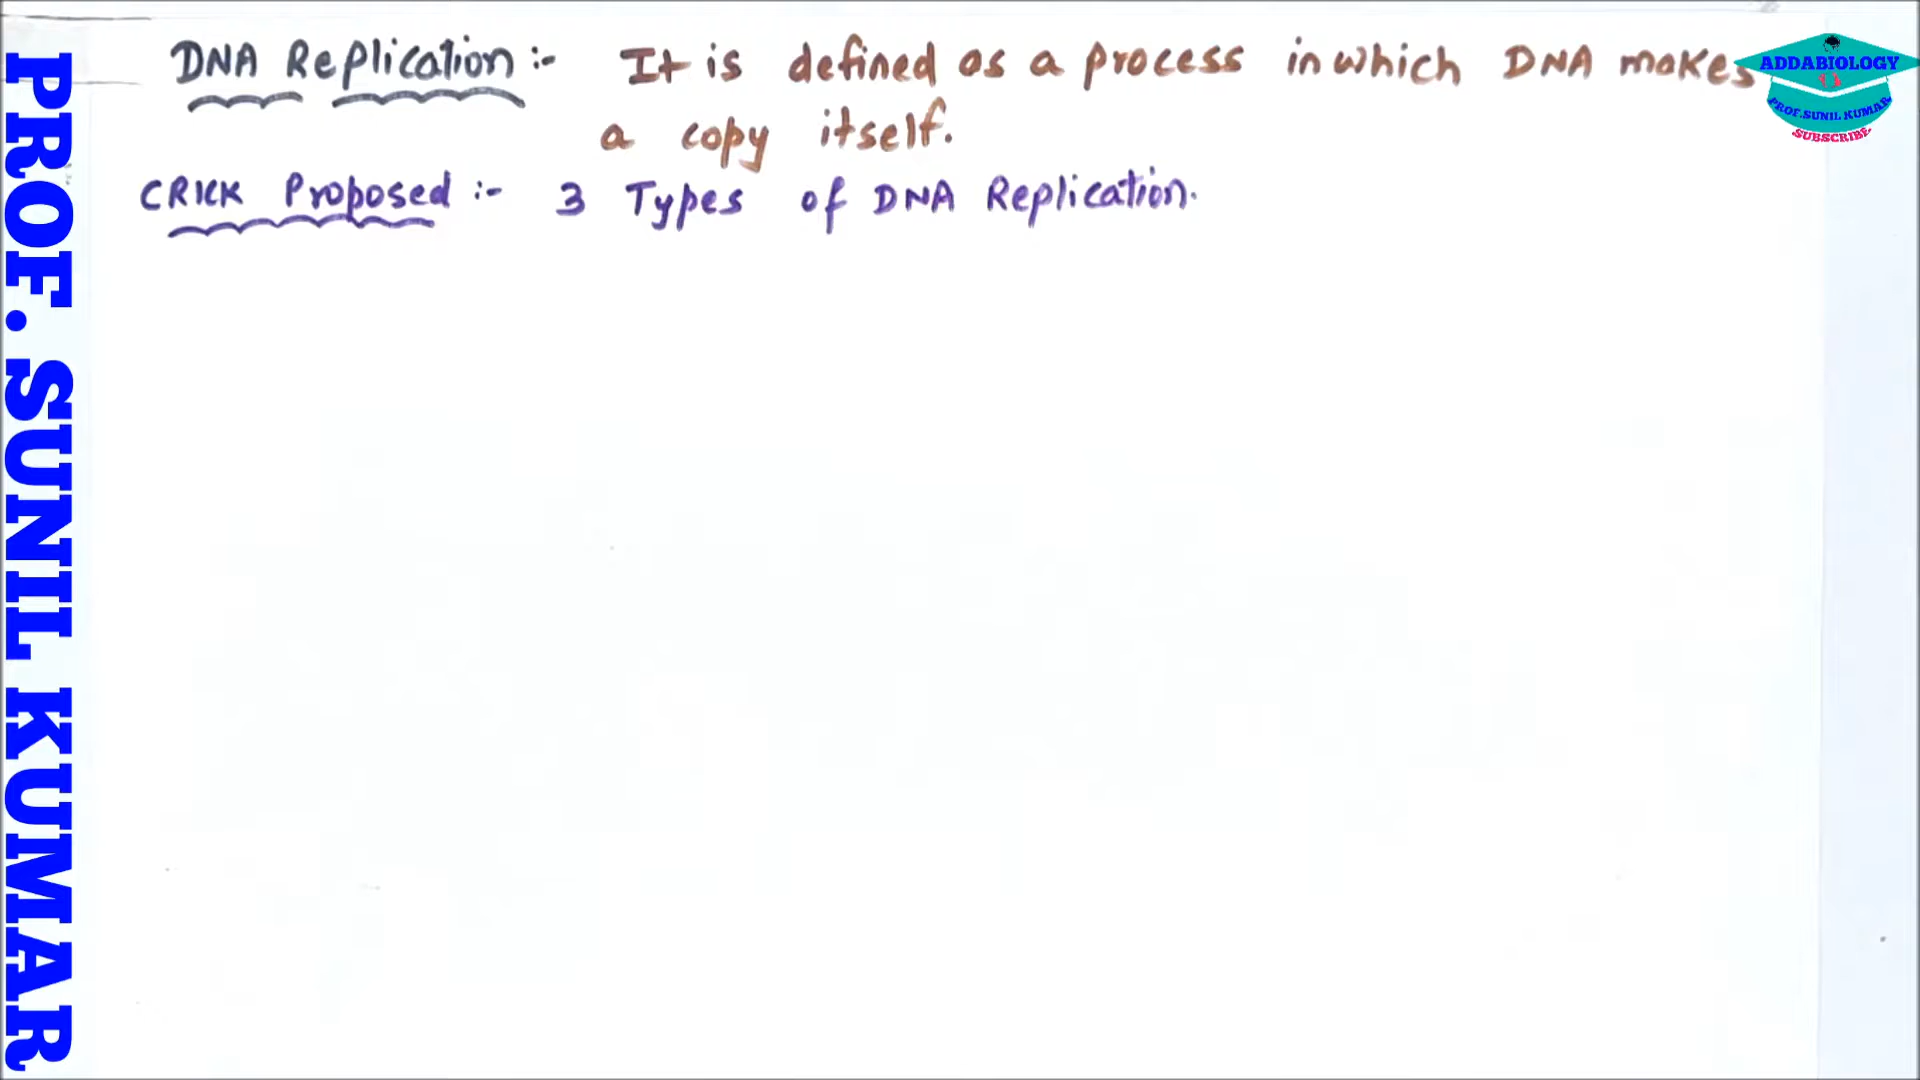 DNA Replication :- It is defined as a process in which DNA makes
a copy itself.
CRICK Proposed :- 3 Types of DNA Replication.
PROF. SUNIL KUMAR
ADDABIOLOGY
PROF.SUNIL KUMAR
SUBSCRIBE